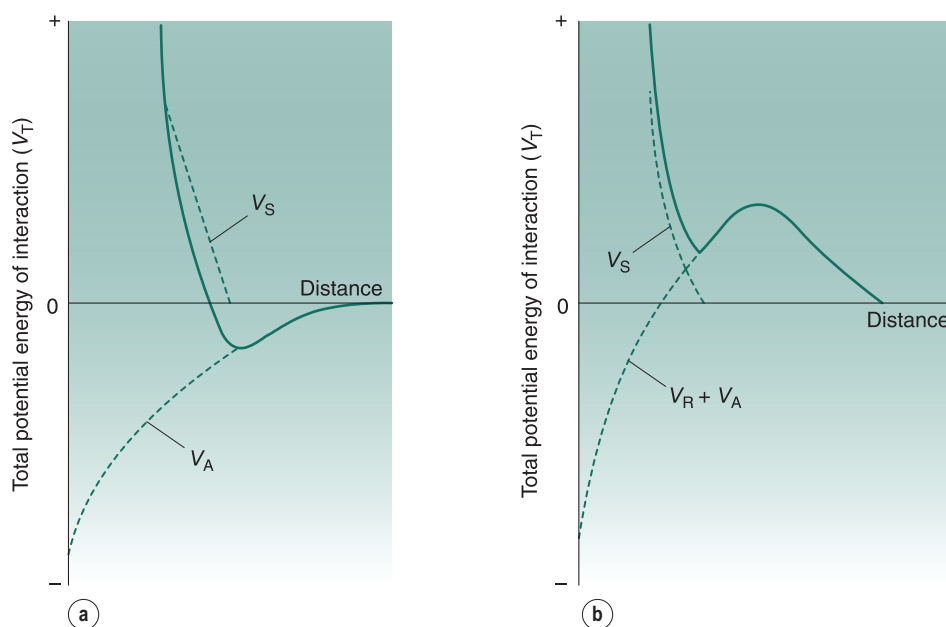 +
Total potential energy of interaction (VT)
VS
0
Distance
VA
−
a
+
Total potential energy of interaction (VT)
VS
0
Distance
VR + VA
−
b